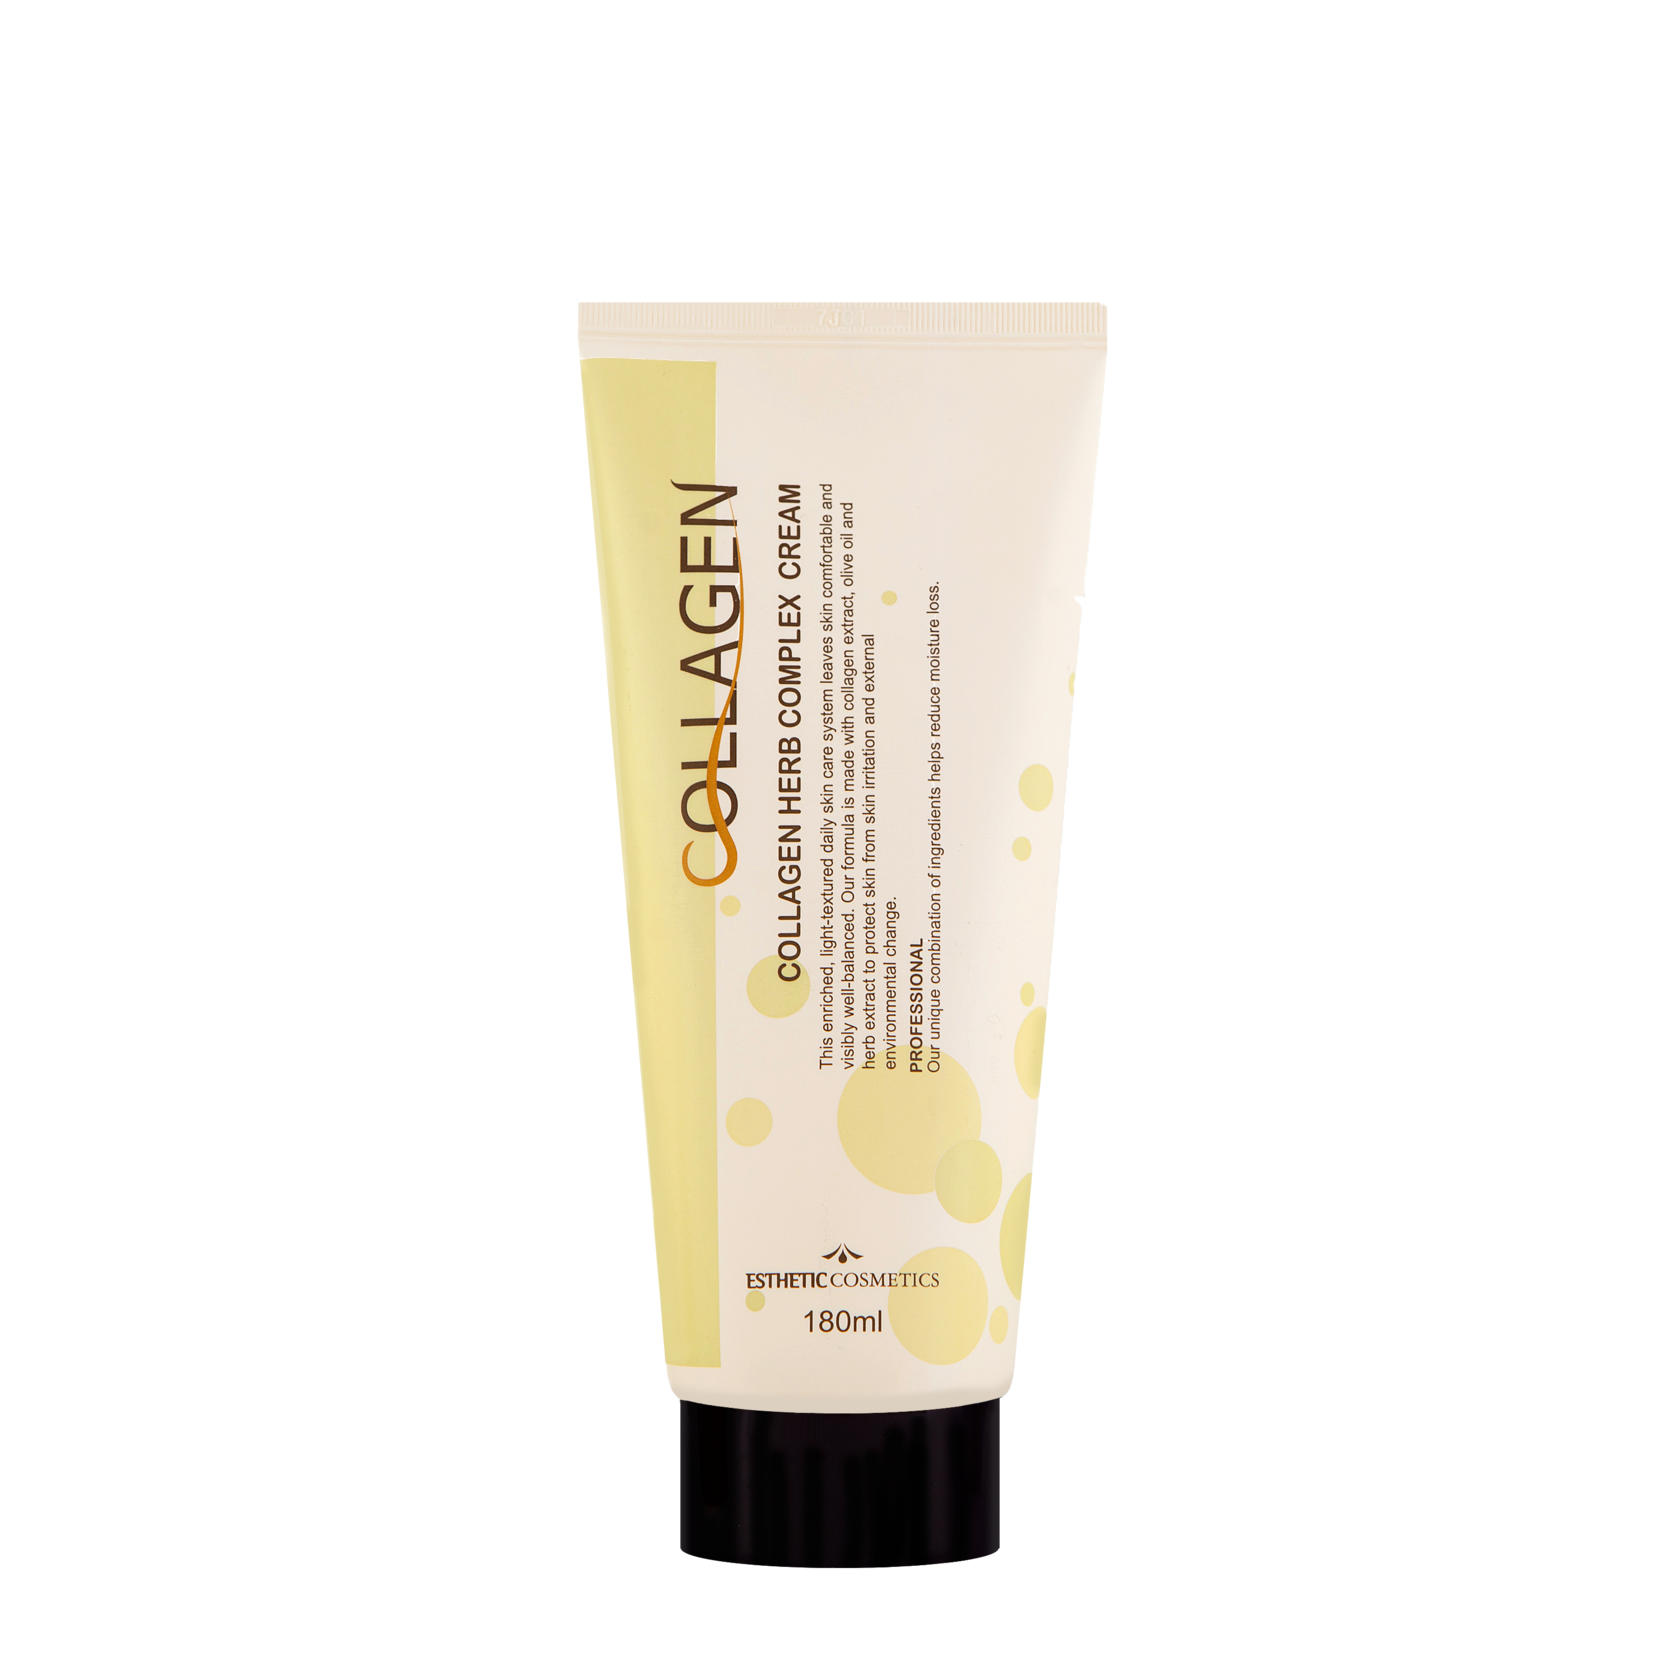 COLLAGEN
COLLAGEN HERB COMPLEX CREAM
This enriched, light-textured daily skin care system leaves skin comfortable and
visibly well-balanced. Our formula is made with collagen extract, olive oil and
herb extract to protect skin from skin irritation and external
environmental change.
PROFESSIONAL
Our unique combination of ingredients helps reduce moisture loss.
ESTHETIC COSMETICS
180ml